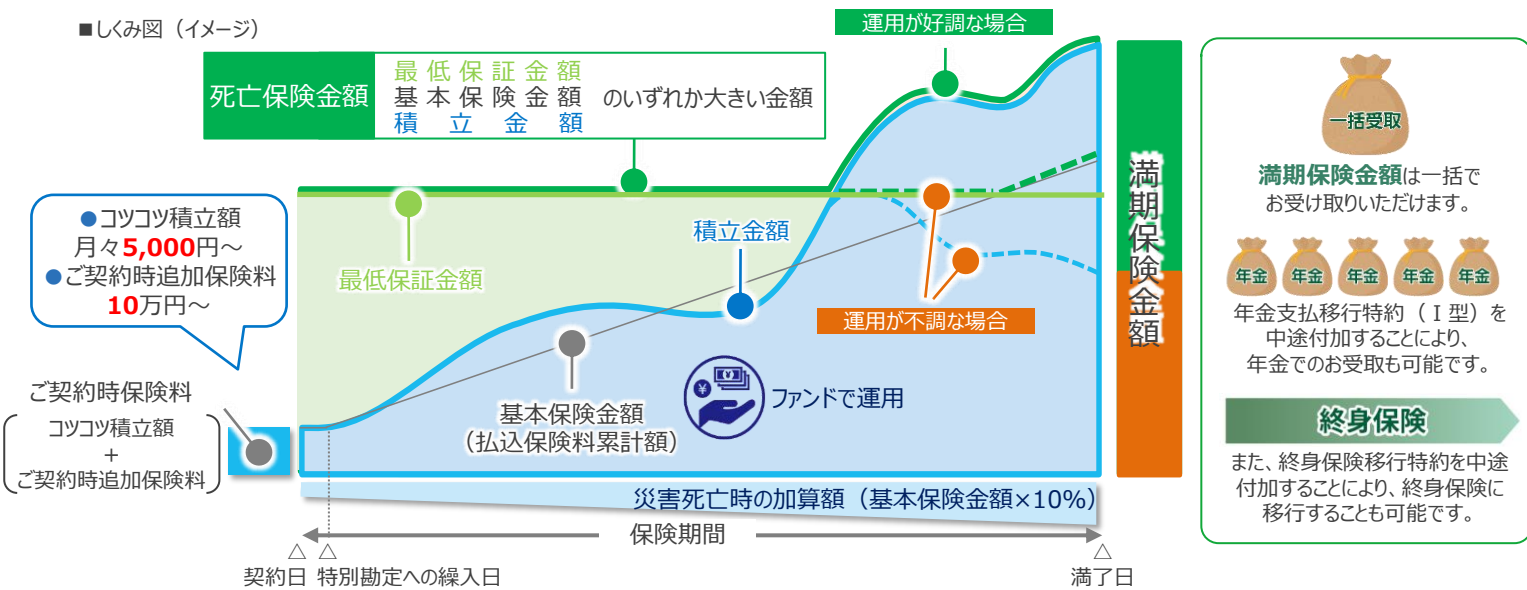 ■しくみ図（イメージ）
運用が好調な場合
死亡保険金額
最低保証金額
基本保険金額
積立金額
のいずれか大きい金額
●コツコツ積立額
月々5,000円～
●ご契約時追加保険料
10万円～
最低保証金額
積立金額
運用が不調な場合
ご契約時保険料
コツコツ積立額
+
ご契約時追加保険料
基本保険金額
（払込保険料累計額）
¥
¥
ファンドで運用
災害死亡時の加算額（基本保険金額×10%）
保険期間
△
△
△
契約日
特別勘定への繰入日
満了日
満期保険金額
一括受取
満期保険金額は一括で
お受け取りいただけます。
年金
年金
年金
年金
年金
年金支払移行特約（Ⅰ型）を
中途付加することにより、
年金でのお受取も可能です。
終身保険
また、終身保険移行特約を中途
付加することにより、終身保険に
移行することも可能です。